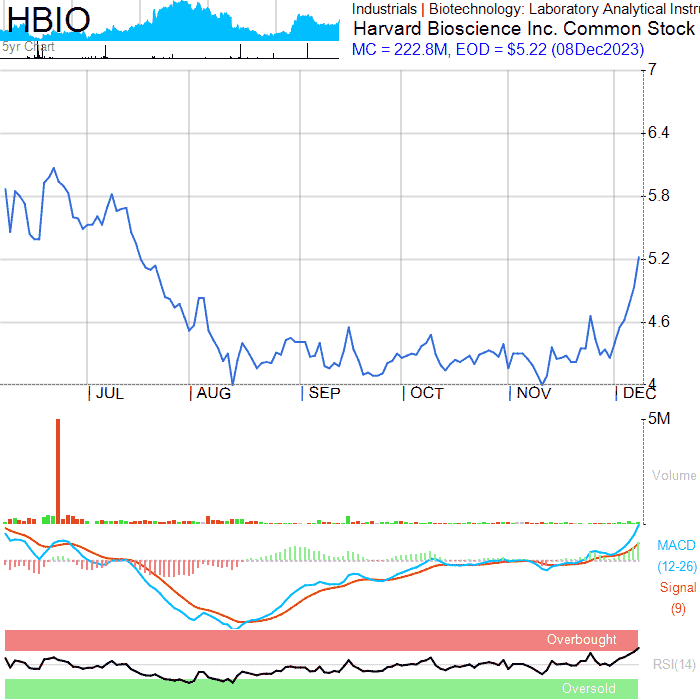 HBIO
5yr Chart
Industrials | Biotechnology: Laboratory Analytical Instru
Harvard Bioscience Inc. Common Stock
MC = 222.8M, EOD = $5.22 (08Dec2023)
7
6.4
5.8
5.2
4.6
4
| JUL | AUG | SEP | OCT | NOV | DEC
5M
Volume
MACD
(12-26)
Signal
(9)
Overbought
RSI(14)
Oversold